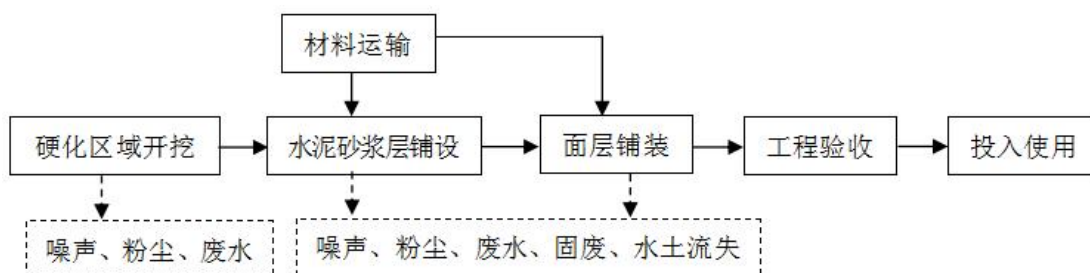 材料运输
硬化区域开挖
水泥砂浆层铺设
面层铺装
工程验收
投入使用
噪声、粉尘、废水
噪声、粉尘、废水、固废、水土流失